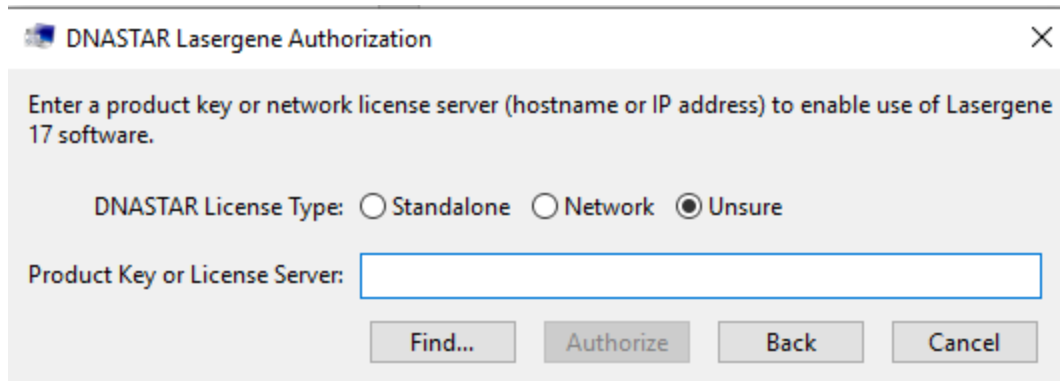 DNASTAR Lasergene Authorization
Enter a product key or network license server (hostname or IP address) to enable use of Lasergene
17 software.
DNASTAR License Type: Standalone Network Unsure
Product Key or License Server:
Find... Authorize Back Cancel